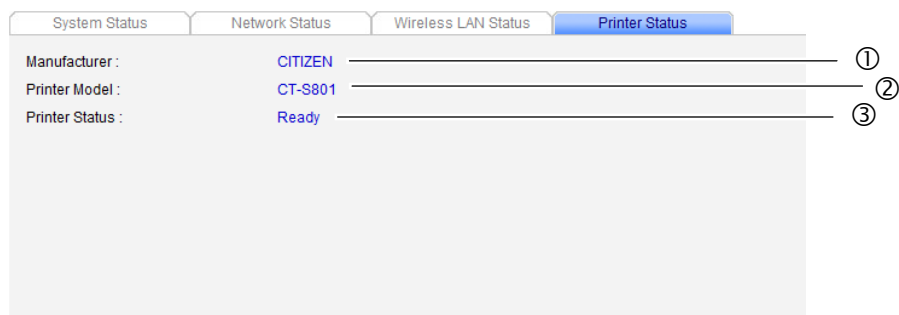 System Status Network Status Wireless LAN Status Printer Status
Manufacturer : CITIZEN ①
Printer Model : CT-S801 ②
Printer Status : Ready ③